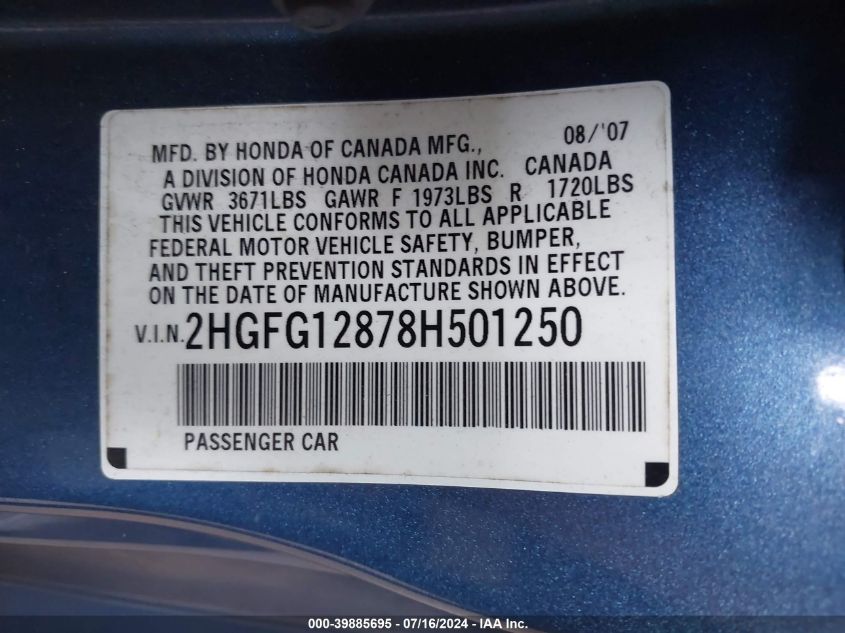 08/'07
MFD. BY HONDA OF CANADA MFG.,
A DIVISION OF HONDA CANADA INC. CANADA
GVWR 3671LBS GAWR F 1973LBS R 1720LBS
THIS VEHICLE CONFORMS TO ALL APPLICABLE
FEDERAL MOTOR VEHICLE SAFETY, BUMPER,
AND THEFT PREVENTION STANDARDS IN EFFECT
ON THE DATE OF MANUFACTURE SHOWN ABOVE.
V.I.N. 2HGFG12878H501250
PASSENGER CAR
000-39885695 - 07/16/2024 - IAA Inc.